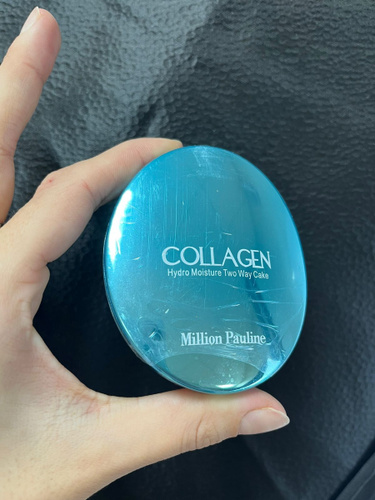 COLLAGEN
Hydro Moisture Two Way Cake
Million Pauline